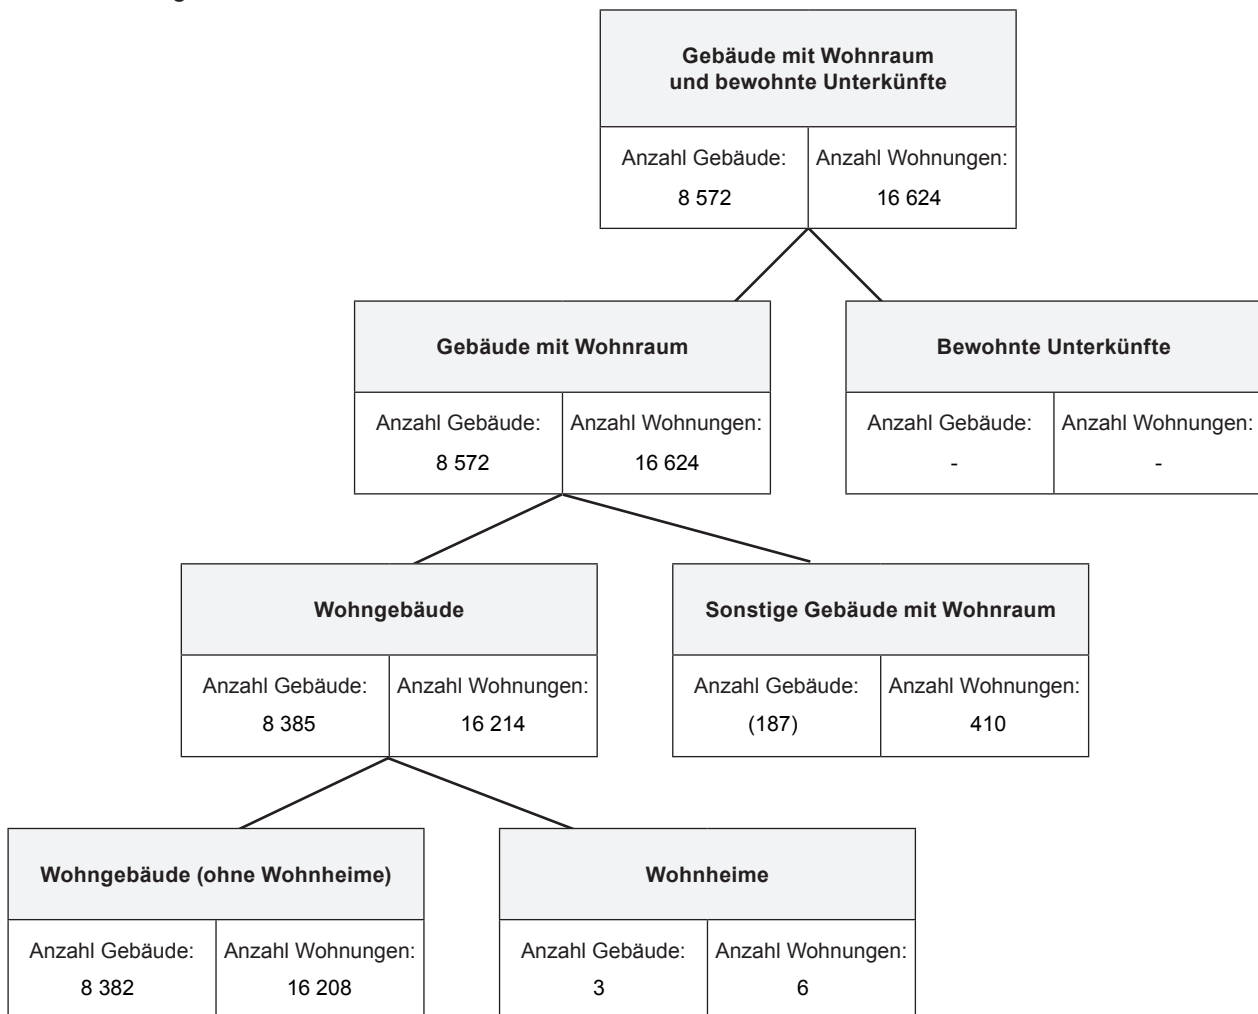 Gebäude mit Wohnraum
und bewohnte Unterkünfte
Anzahl Gebäude: Anzahl Wohnungen:
8 572 16 624
Gebäude mit Wohnraum Bewohnte Unterkünfte
Anzahl Gebäude: Anzahl Wohnungen: Anzahl Gebäude: Anzahl Wohnungen:
8 572 16 624 - -
Wohngebäude Sonstige Gebäude mit Wohnraum
Anzahl Gebäude: Anzahl Wohnungen: Anzahl Gebäude: Anzahl Wohnungen:
8 385 16 214 (187) 410
Wohngebäude (ohne Wohnheime) Wohnheime
Anzahl Gebäude: Anzahl Wohnungen: Anzahl Gebäude: Anzahl Wohnungen:
8 382 16 208 3 6